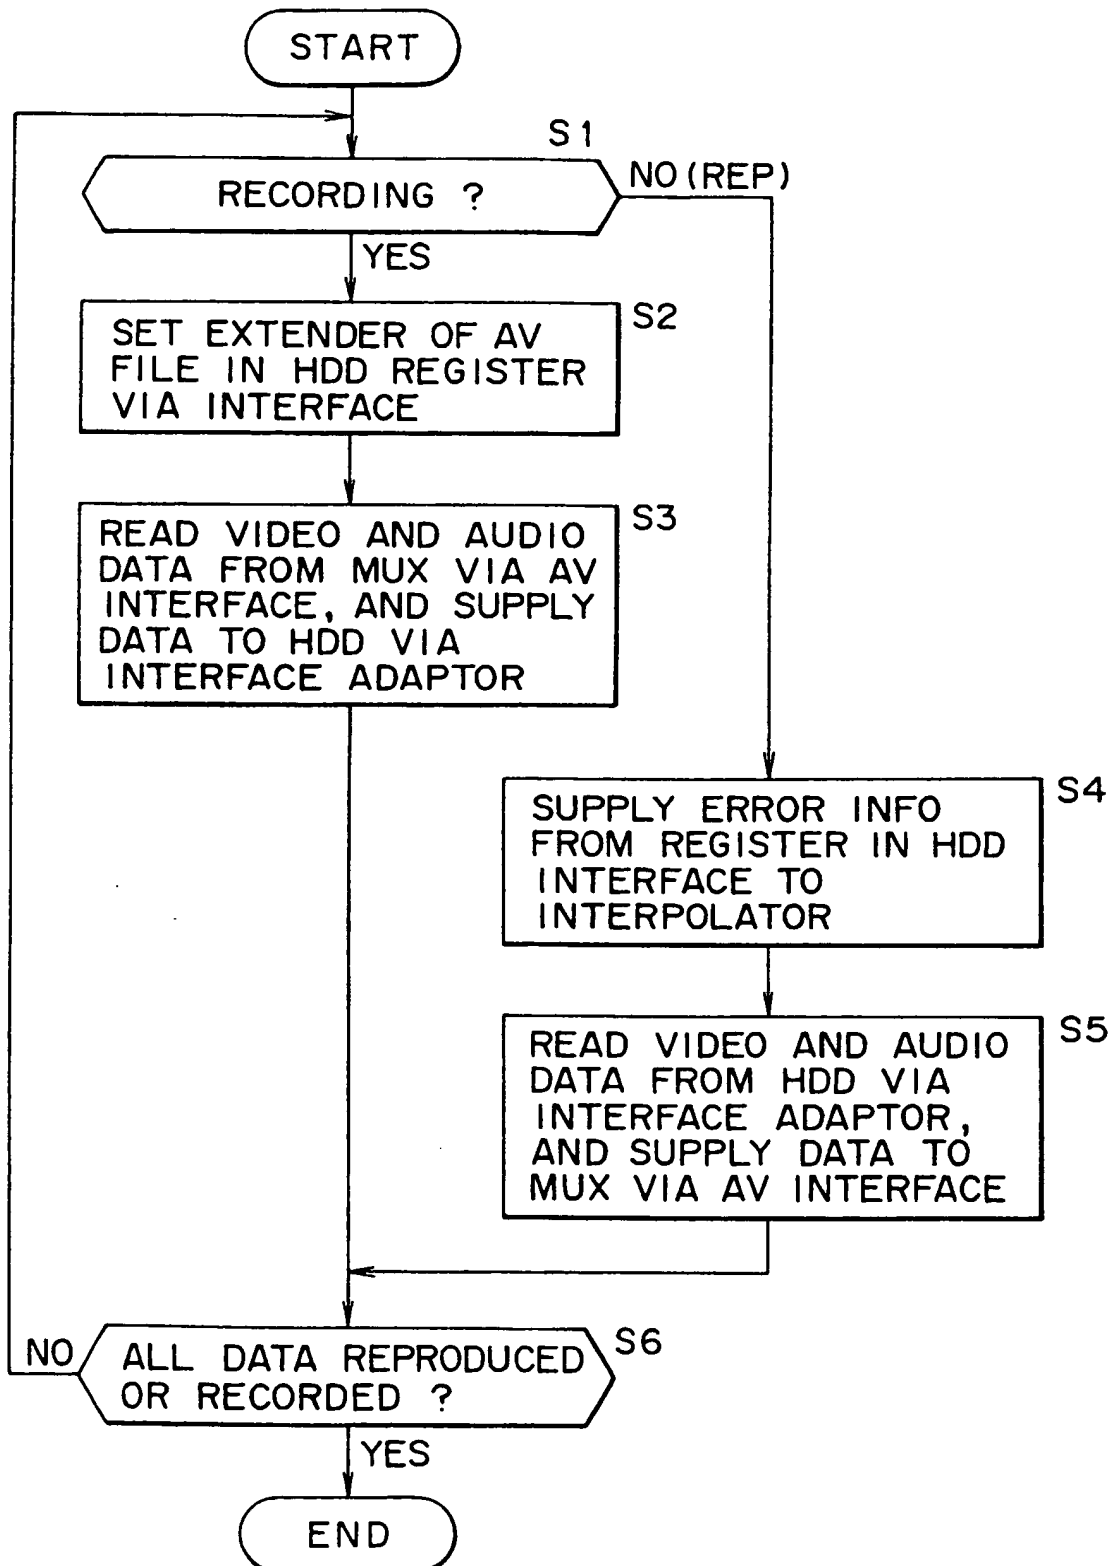 START
S1
RECORDING ?
NO (REP)
YES
S2
SET EXTENDER OF AV
FILE IN HDD REGISTER
VIA INTERFACE
S3
READ VIDEO AND AUDIO
DATA FROM MUX VIA AV
INTERFACE, AND SUPPLY
DATA TO HDD VIA
INTERFACE ADAPTOR
S4
SUPPLY ERROR INFO
FROM REGISTER IN HDD
INTERFACE TO
INTERPOLATOR
S5
READ VIDEO AND AUDIO
DATA FROM HDD VIA
INTERFACE ADAPTOR,
AND SUPPLY DATA TO
MUX VIA AV INTERFACE
S6
NO
ALL DATA REPRODUCED
OR RECORDED ?
YES
END